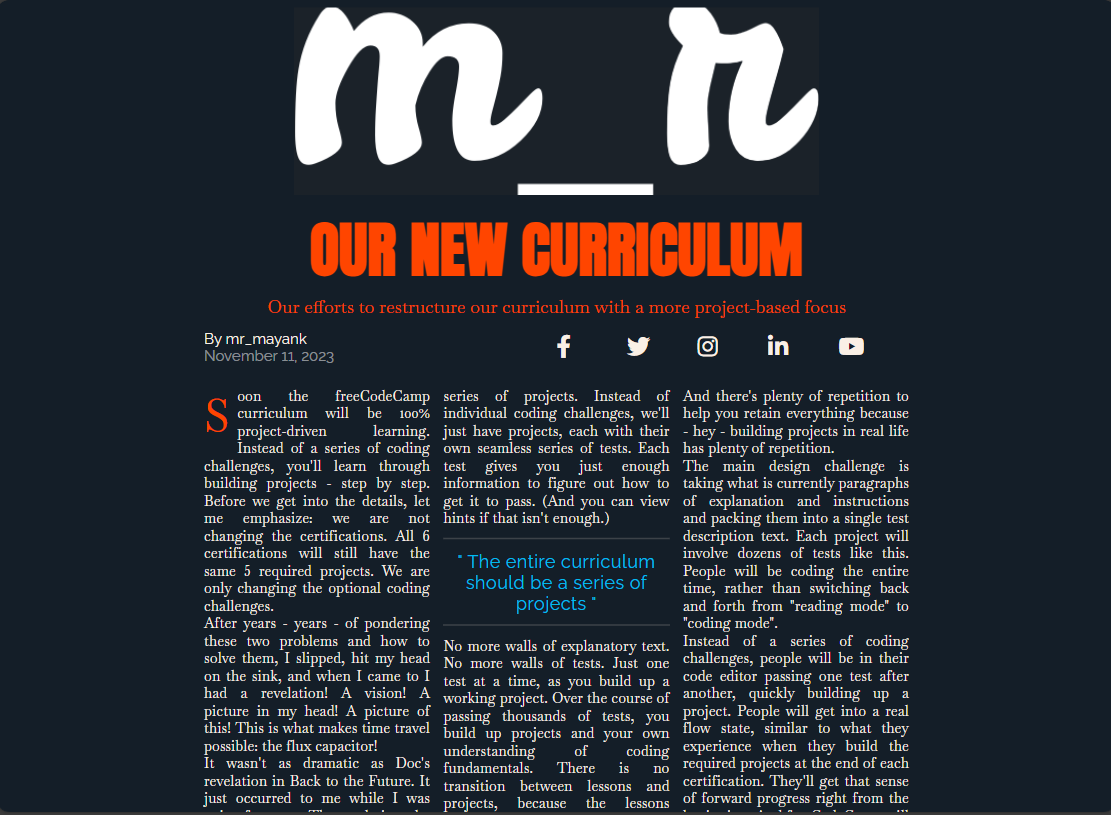 m_r
OUR NEW CURRICULUM
Our efforts to restructure our curriculum with a more project-based focus
By mr_mayank
November 11, 2023
Soon the freeCodeCamp
curriculum will be 100%
project-driven learning.
Instead of a series of coding
challenges, you'll learn through
building projects - step by step.
Before we get into the details, let
me emphasize: we are not
changing the certifications. All 6
certifications will still have the
same 5 required projects. We are
only changing the optional coding
challenges.
After years - years - of pondering
these two problems and how to
solve them, I slipped, hit my head
on the sink, and when I came to I
had a revelation! A vision! A
picture in my head! A picture of
this! This is what makes time travel
possible: the flux capacitor!
It wasn't as dramatic as Doc's
revelation in Back to the Future. It
just occurred to me while I was
series of projects. Instead of
individual coding challenges, we'll
just have projects, each with their
own seamless series of tests. Each
test gives you just enough
information to figure out how to
get it to pass. (And you can view
hints if that isn't enough.)
" The entire curriculum
should be a series of
projects "
No more walls of explanatory text.
No more walls of tests. Just one
test at a time, as you build up a
working project. Over the course of
passing thousands of tests, you
build up projects and your own
understanding of coding
fundamentals. There is no
transition between lessons and
projects, because the lessons
And there's plenty of repetition to
help you retain everything because
- hey - building projects in real life
has plenty of repetition.
The main design challenge is
taking what is currently paragraphs
of explanation and instructions
and packing them into a single test
description text. Each project will
involve dozens of tests like this.
People will be coding the entire
time, rather than switching back
and forth from "reading mode" to
"coding mode".
Instead of a series of coding
challenges, people will be in their
code editor passing one test after
another, quickly building up a
project. People will get into a real
flow state, similar to what they
experience when they build the
required projects at the end of each
certification. They'll get that sense
of forward progress right from the